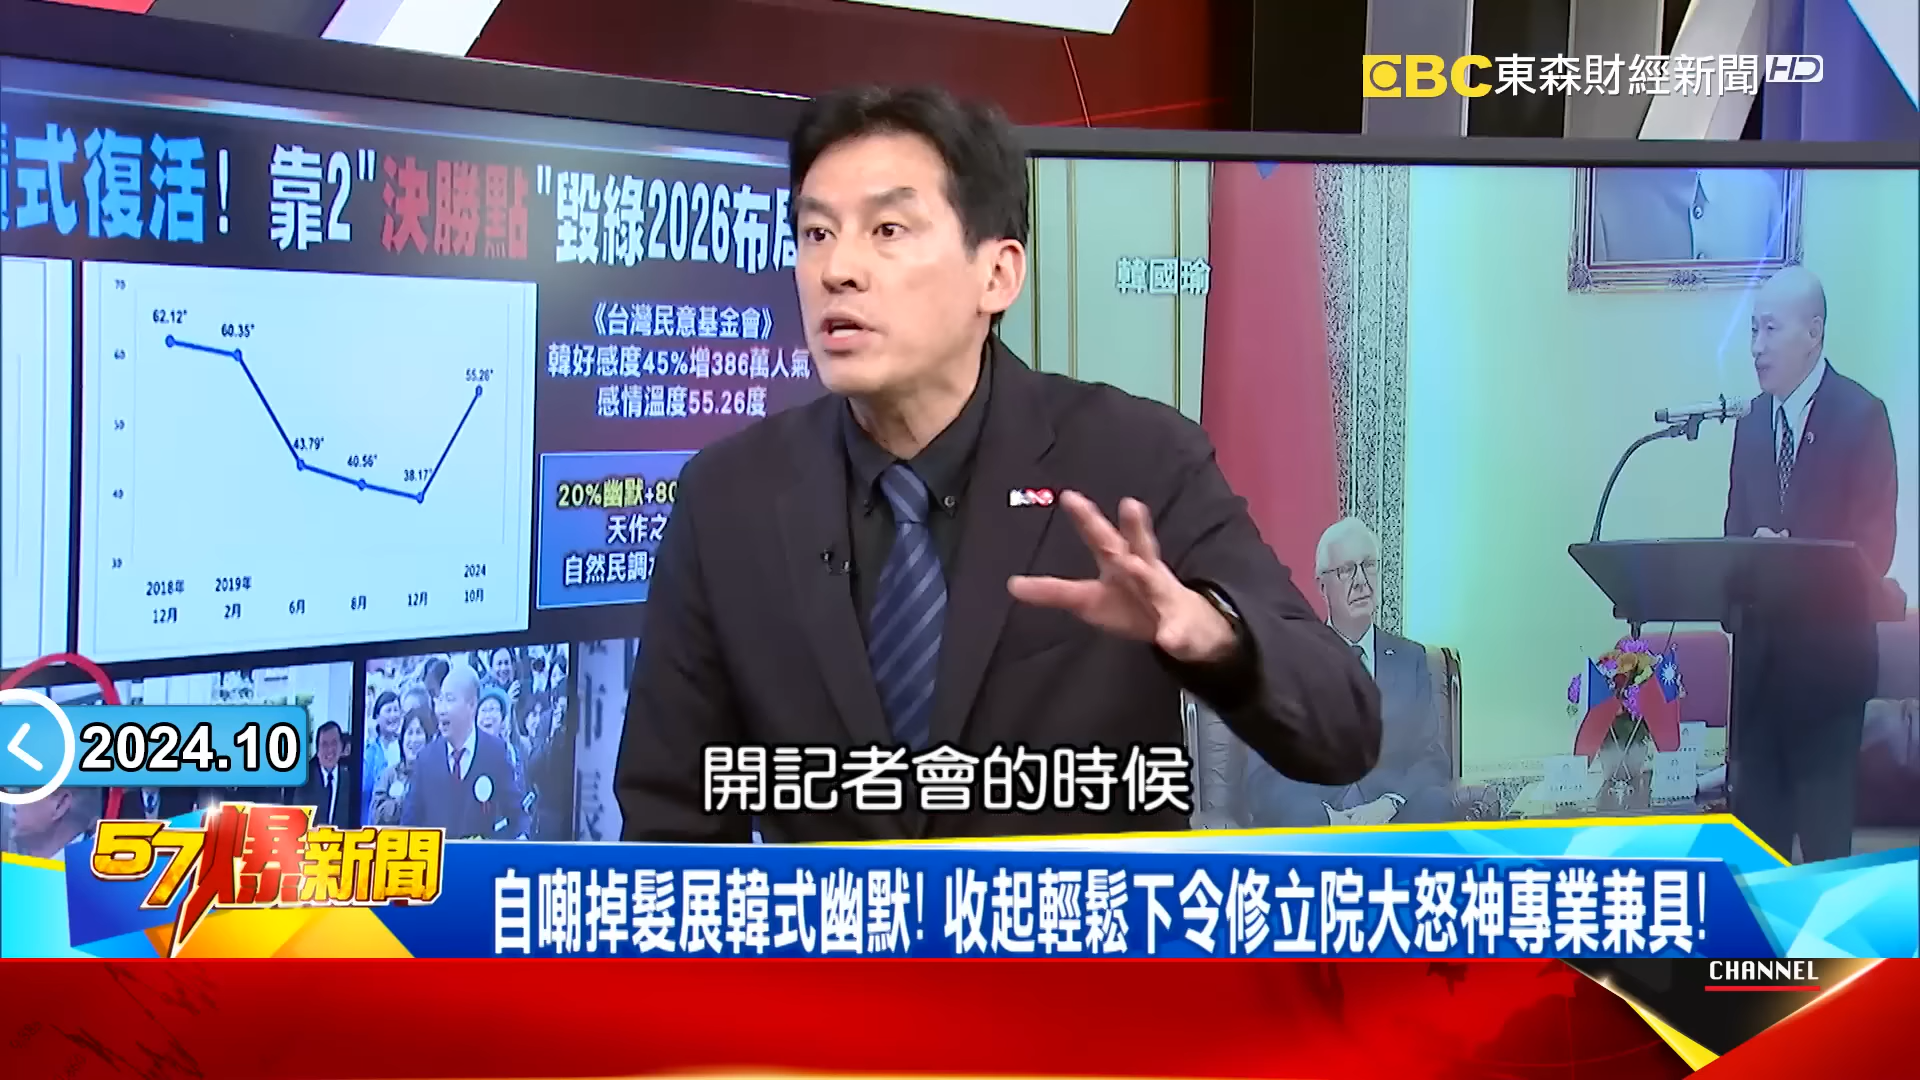 EBC東森財經新聞HD
式復活! 靠2"決勝點"毀綠2026布局
韓國瑜
《台灣民意基金會》
韓好感度45%增386萬人氣
感情溫度55.26度
70
60
50
40
30
62.12°
60.35°
43.79°
40.56°
38.17°
55.26°
2018年
12月
2019年
2月
6月
8月
12月
2024
10月
20%幽默+80
天作之
自然民調
2024.10
開記者會的時候
57爆新聞
自嘲掉髮展韓式幽默! 收起輕鬆下令修立院大怒神專業兼具!
CHANNEL